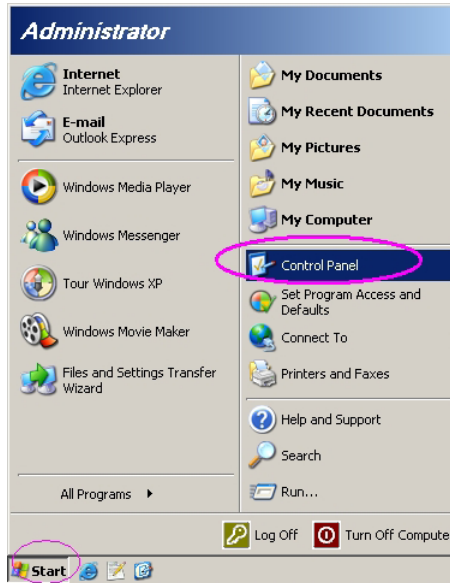 Administrator
Internet
Internet Explorer
E-mail
Outlook Express
Windows Media Player
Windows Messenger
Tour Windows XP
Windows Movie Maker
Files and Settings Transfer
Wizard
All Programs
My Documents
My Recent Documents
My Pictures
My Music
My Computer
Control Panel
Set Program Access and
Defaults
Connect To
Printers and Faxes
Help and Support
Search
Run...
Log Off
Turn Off Compute
Start